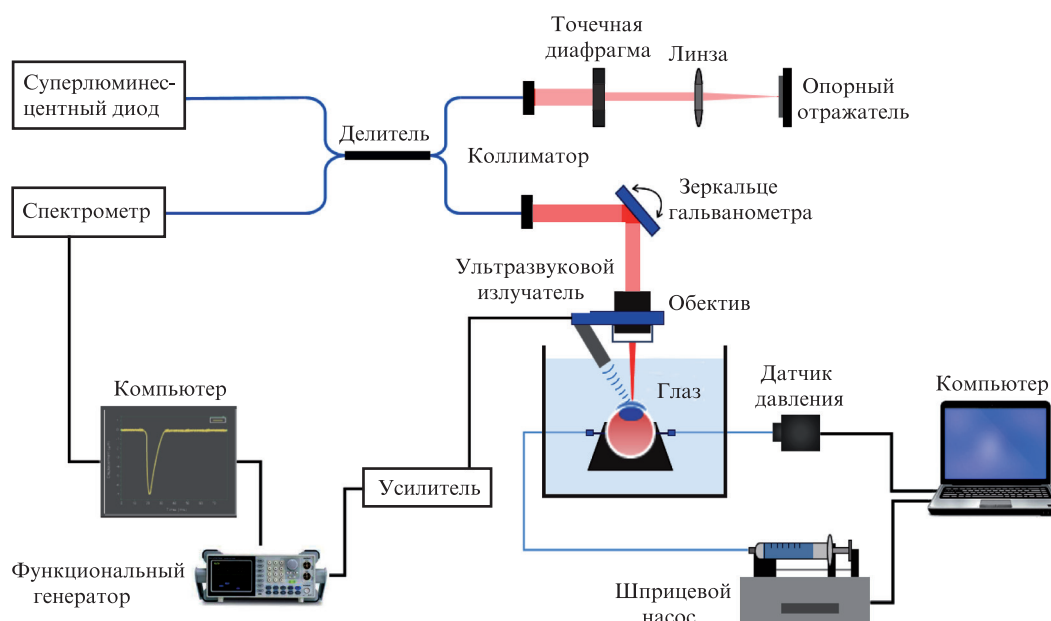 Точечная
диафрагма
Линза
Суперлюминес-
центный диод
Опорный
отражатель
Делитель
Коллиматор
Спектрометр
Зеркальце
гальванометра
Ультразвуковой
излучатель
Обектив
Компьютер
Глаз
Датчик
давления
Компьютер
Усилитель
Функциональный
генератор
Шприцевой
насос